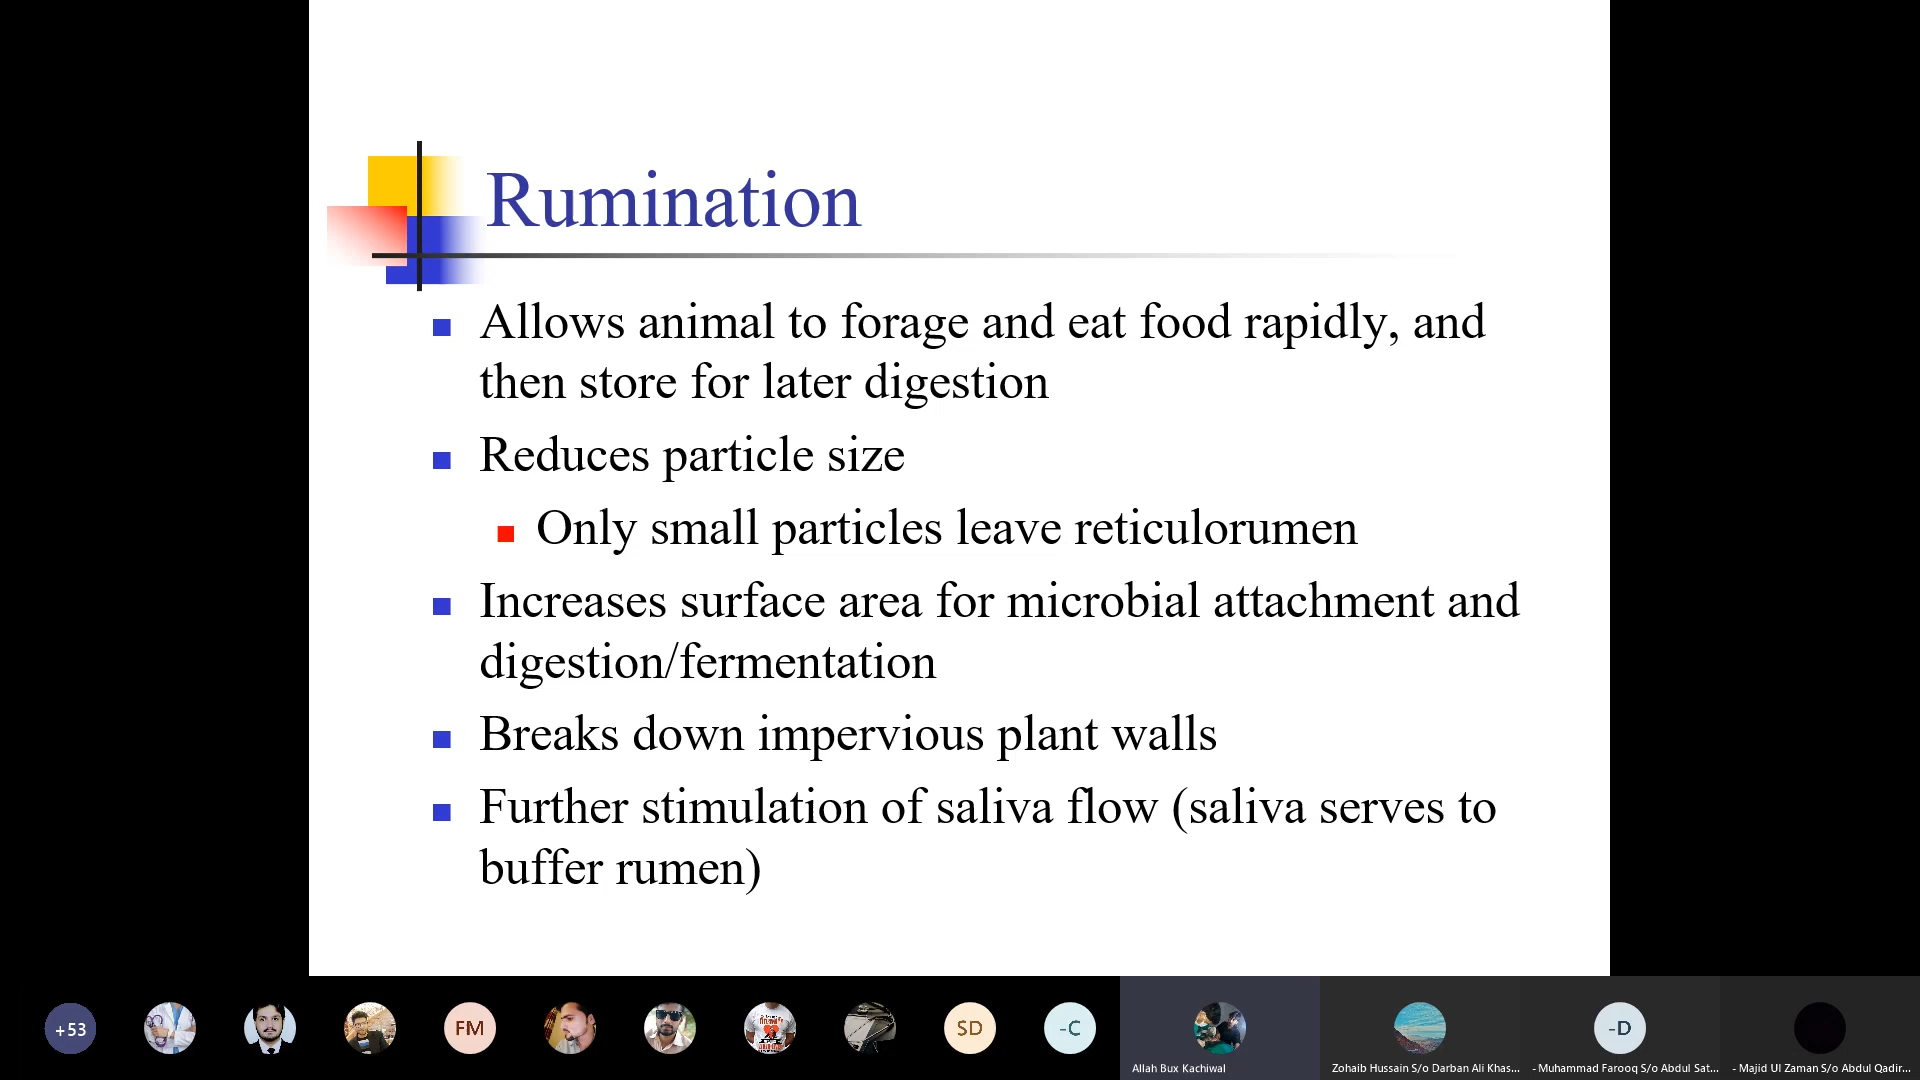 Rumination
Allows animal to forage and eat food rapidly, and
then store for later digestion
Reduces particle size
Only small particles leave reticulorumen
Increases surface area for microbial attachment and
digestion/fermentation
Breaks down impervious plant walls
Further stimulation of saliva flow (saliva serves to
buffer rumen)
+53
FM
SD
-C
-D
Allah Bux Kachiwal
Zohaib Hussain S/o Darban Ali Khas...
- Muhammad Farooq S/o Abdul Sat...
- Majid Ul Zaman S/o Abdul Qadir...